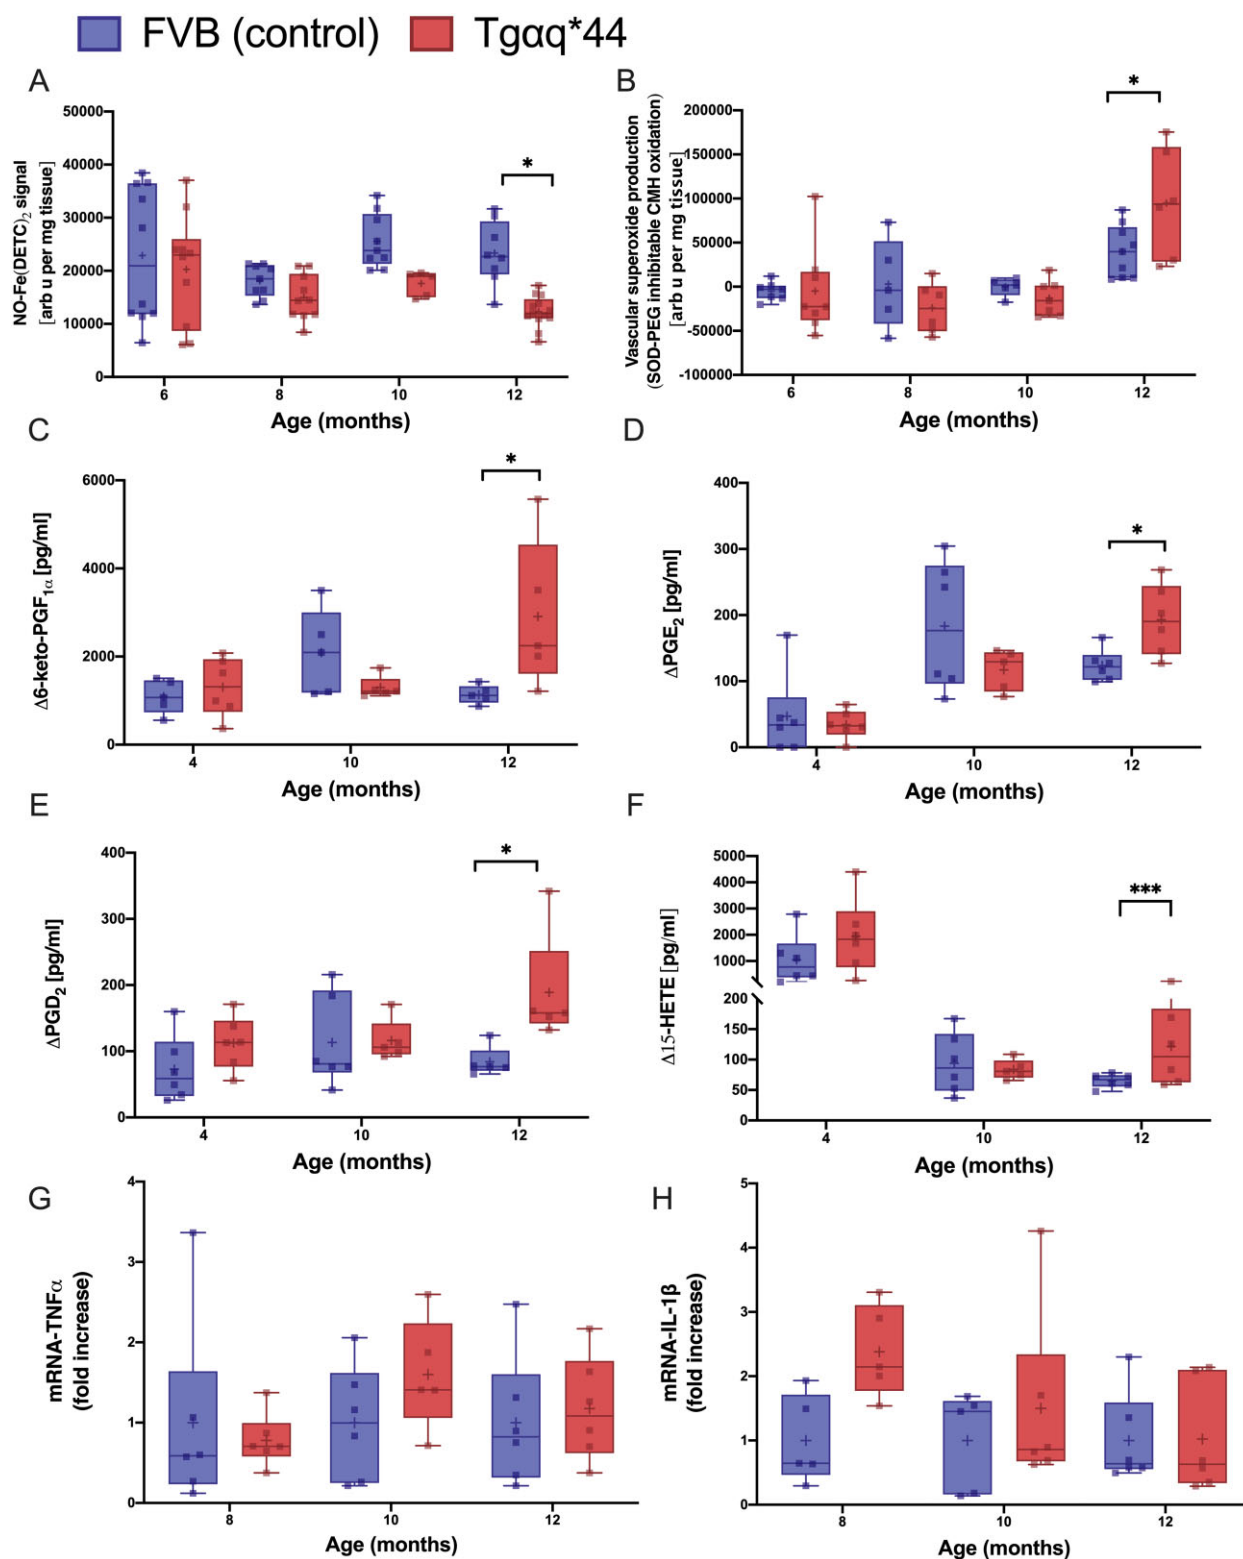 FVB (control) Tgαq*44
A
NO-Fe(DETC)₂ signal
[arb u per mg tissue]
50000
40000
30000
20000
10000
0
*
6 8 10 12
Age (months)
B
Vascular superoxide production
(SOD-PEG inhibitable CMH oxidation)
[arb u per mg tissue]
200000
150000
100000
50000
0
-50000
-100000
*
6 8 10 12
Age (months)
C
Δ6-keto-PGF₁α [pg/ml]
6000
4000
2000
0
*
4 10 12
Age (months)
D
ΔPGE₂ [pg/ml]
400
300
200
100
0
*
4 10 12
Age (months)
E
ΔPGD₂ [pg/ml]
400
300
200
100
0
*
4 10 12
Age (months)
F
Δ15-HETE [pg/ml]
5000
4000
3000
2000
1000
200
150
100
50
0
***
4 10 12
Age (months)
G
mRNA-TNFα
(fold increase)
4
3
2
1
0
8 10 12
Age (months)
H
mRNA-IL-1β
(fold increase)
5
4
3
2
1
0
8 10 12
Age (months)